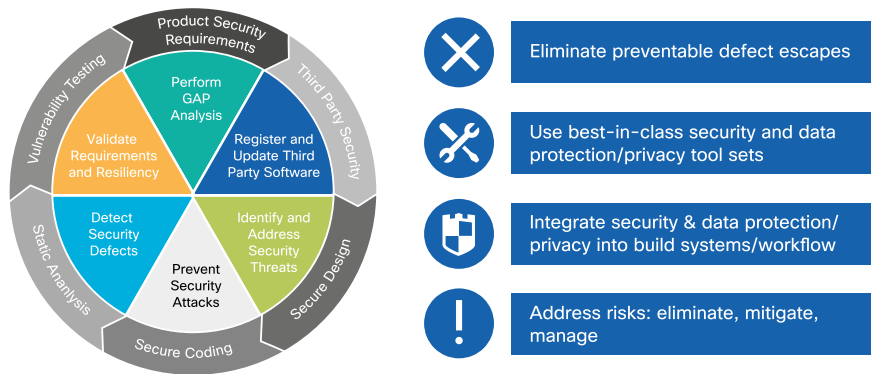 Product Security
Requirements
Third Party Security
Secure Design
Secure Coding
Static Ananlysis
Vulnerability Testing
Perform
GAP
Analysis
Register and
Update Third
Party Software
Identify and
Address
Security
Threats
Prevent
Security
Attacks
Detect
Security
Defects
Validate
Requirements
and Resiliency
Eliminate preventable defect escapes
Use best-in-class security and data
protection/privacy tool sets
Integrate security & data protection/
privacy into build systems/workflow
Address risks: eliminate, mitigate,
manage